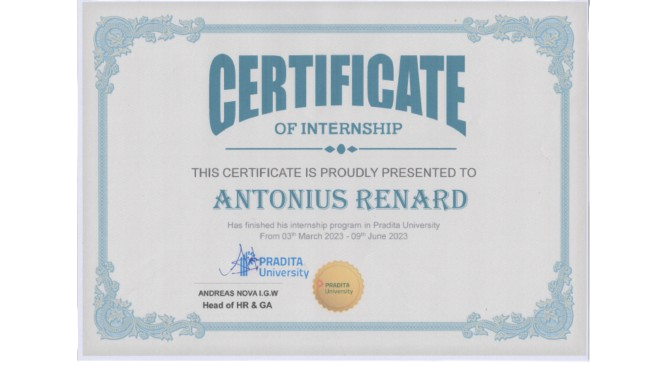 CERTIFICATE
OF INTERNSHIP
THIS CERTIFICATE IS PROUDLY PRESENTED TO
ANTONIUS RENARD
Has finished his internship program in Pradita University
From 03th March 2023 - 09th June 2023
PRADITA
University
ANDREAS NOVA I.G.W
Head of HR & GA
PRADITA
University